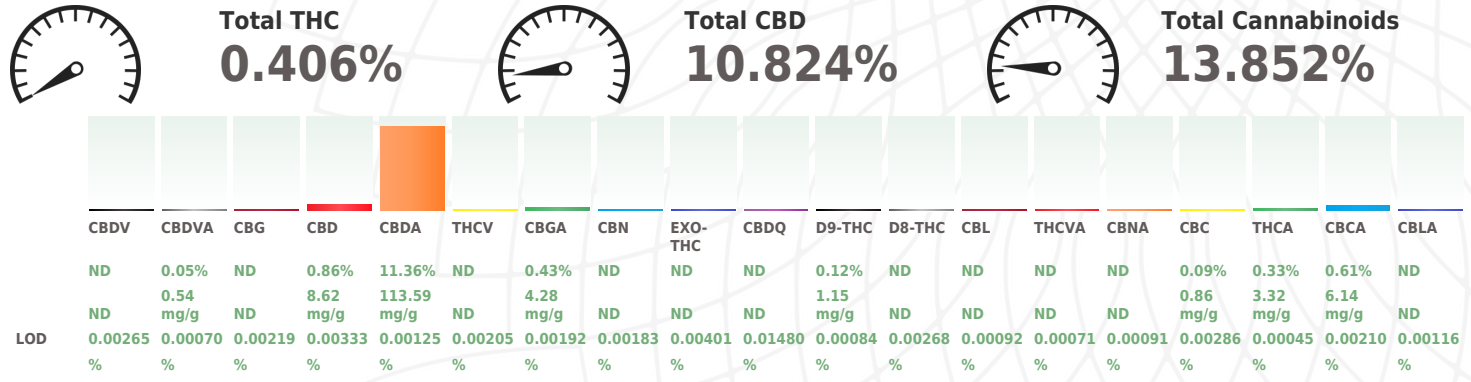 Total THC
0.406%
Total CBD
10.824%
Total Cannabinoids
13.852%
CBDV CBDVA CBG CBD CBDA THCV CBGA CBN EXO-THC CBDQ D9-THC D8-THC CBL THCVA CBNA CBC THCA CBCA CBLA
ND 0.05% ND 0.86% 11.36% ND 0.43% ND ND ND 0.12% ND ND ND ND 0.09% 0.33% 0.61% ND
ND 0.54 mg/g ND 8.62 mg/g 113.59 mg/g ND 4.28 mg/g ND ND ND 1.15 mg/g ND ND ND ND 0.86 mg/g 3.32 mg/g 6.14 mg/g ND
LOD 0.00265 0.00070 0.00219 0.00333 0.00125 0.00205 0.00192 0.00183 0.00401 0.01480 0.00084 0.00268 0.00092 0.00071 0.00091 0.00286 0.00045 0.00210 0.00116
% % % % % % % % % % % % % % % % % % %